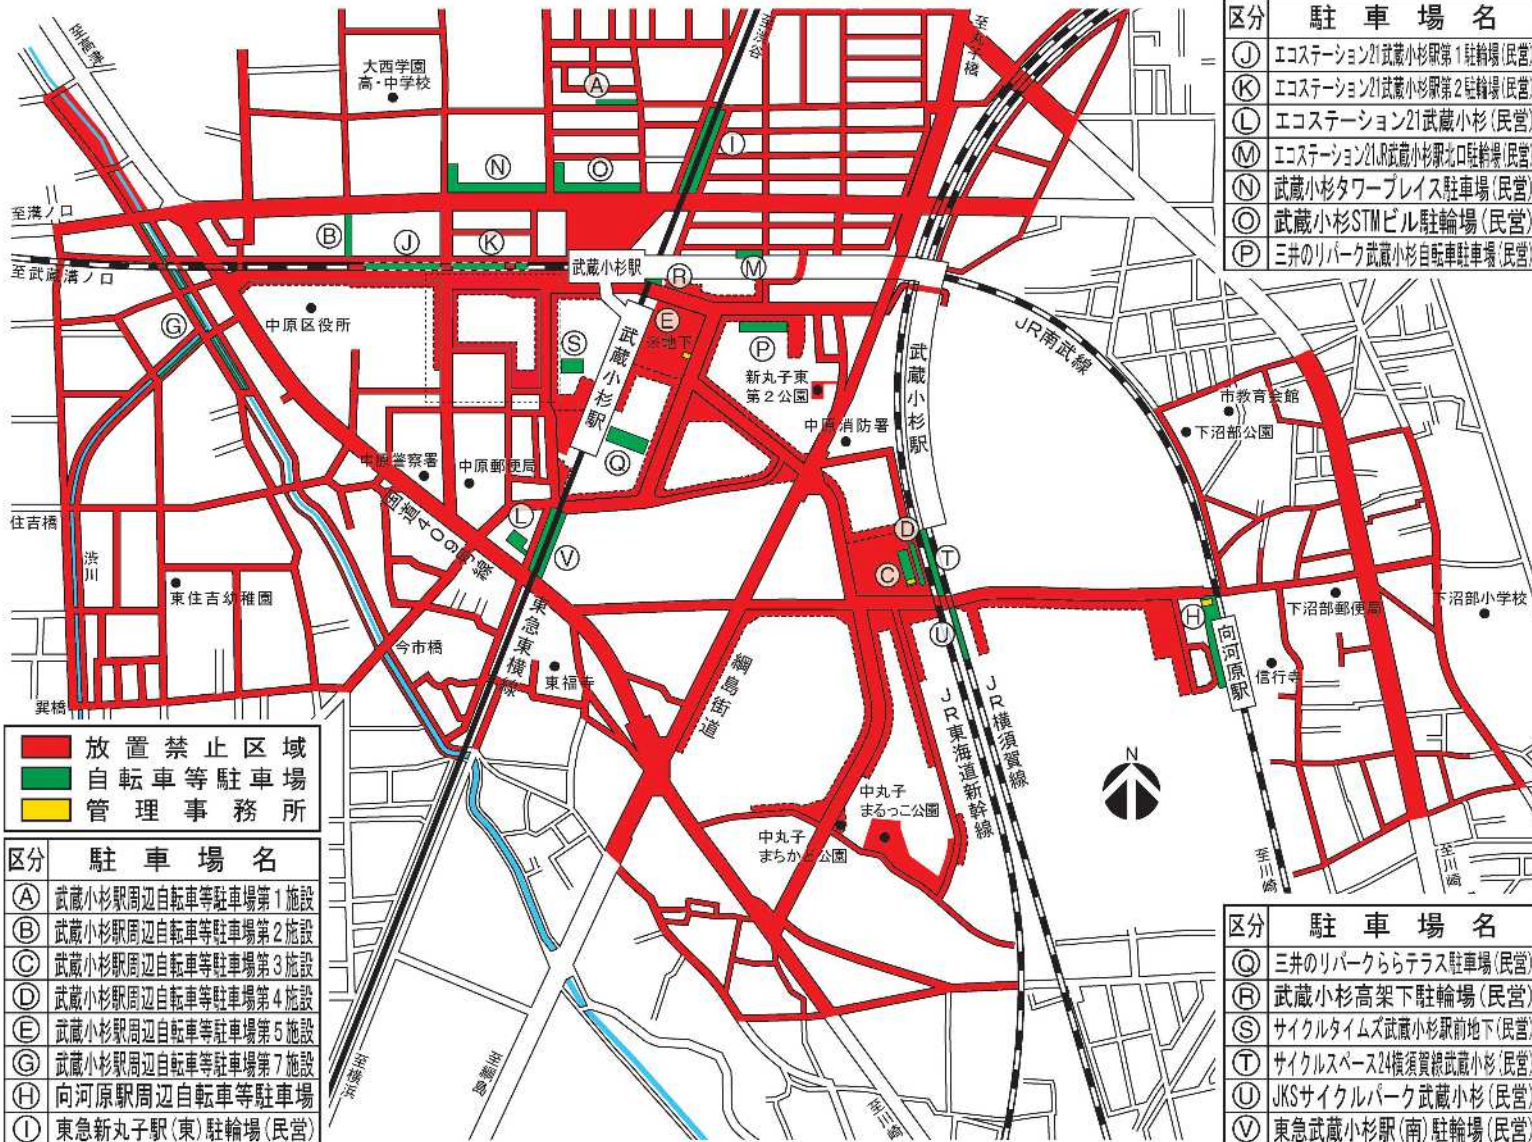 区分 駐車場名
Ⓙ エコステーション21武蔵小杉駅第1駐輪場(民営)
Ⓚ エコステーション21武蔵小杉駅第2駐輪場(民営)
Ⓛ エコステーション21武蔵小杉(民営)
Ⓜ エコステーション21JR武蔵小杉駅北口駐輪場(民営)
Ⓝ 武蔵小杉タワープレイス駐車場(民営)
Ⓞ 武蔵小杉STMビル駐輪場(民営)
Ⓟ 三井のリパーク武蔵小杉自転車駐車場(民営)
至高津
至渋谷
至丸子橋
大西学園
高・中学校
Ⓐ
Ⓘ
Ⓝ
Ⓞ
至溝ノ口
Ⓑ
Ⓙ
Ⓚ
至武蔵溝ノ口
武蔵小杉駅
Ⓡ
Ⓜ
中原区役所
Ⓖ
Ⓔ
※地下
Ⓢ
武蔵小杉駅
Ⓟ
新丸子東
第2公園
武蔵小杉駅
JR南武線
市教育会館
下沼部公園
中原消防署
中原警察署
中原郵便局
Ⓠ
国道409号線
住吉橋
渋川
Ⓛ
Ⓥ
Ⓓ
Ⓣ
Ⓒ
東住吉幼稚園
東急東横線
Ⓤ
Ⓗ
向河原駅
下沼部郵便局
下沼部小学校
今市橋
東福寺
綱島街道
信行寺
巽橋
JR横須賀線
JR東海道新幹線
N
中丸子
まるっこ公園
中丸子
まちかど公園
至川崎
至川崎
至横浜
至綱島
至川崎
放置禁止区域
自転車等駐車場
管理事務所
区分 駐車場名
Ⓐ 武蔵小杉駅周辺自転車等駐車場第1施設
Ⓑ 武蔵小杉駅周辺自転車等駐車場第2施設
Ⓒ 武蔵小杉駅周辺自転車等駐車場第3施設
Ⓓ 武蔵小杉駅周辺自転車等駐車場第4施設
Ⓔ 武蔵小杉駅周辺自転車等駐車場第5施設
Ⓖ 武蔵小杉駅周辺自転車等駐車場第7施設
Ⓗ 向河原駅周辺自転車等駐車場
Ⓘ 東急新丸子駅(東)駐輪場(民営)
区分 駐車場名
Ⓠ 三井のリパークららテラス駐車場(民営)
Ⓡ 武蔵小杉高架下駐輪場(民営)
Ⓢ サイクルタイムズ武蔵小杉駅前地下(民営)
Ⓣ サイクルスペース24横須賀線武蔵小杉(民営)
Ⓤ JKSサイクルパーク武蔵小杉(民営)
Ⓥ 東急武蔵小杉駅(南)駐輪場(民営)